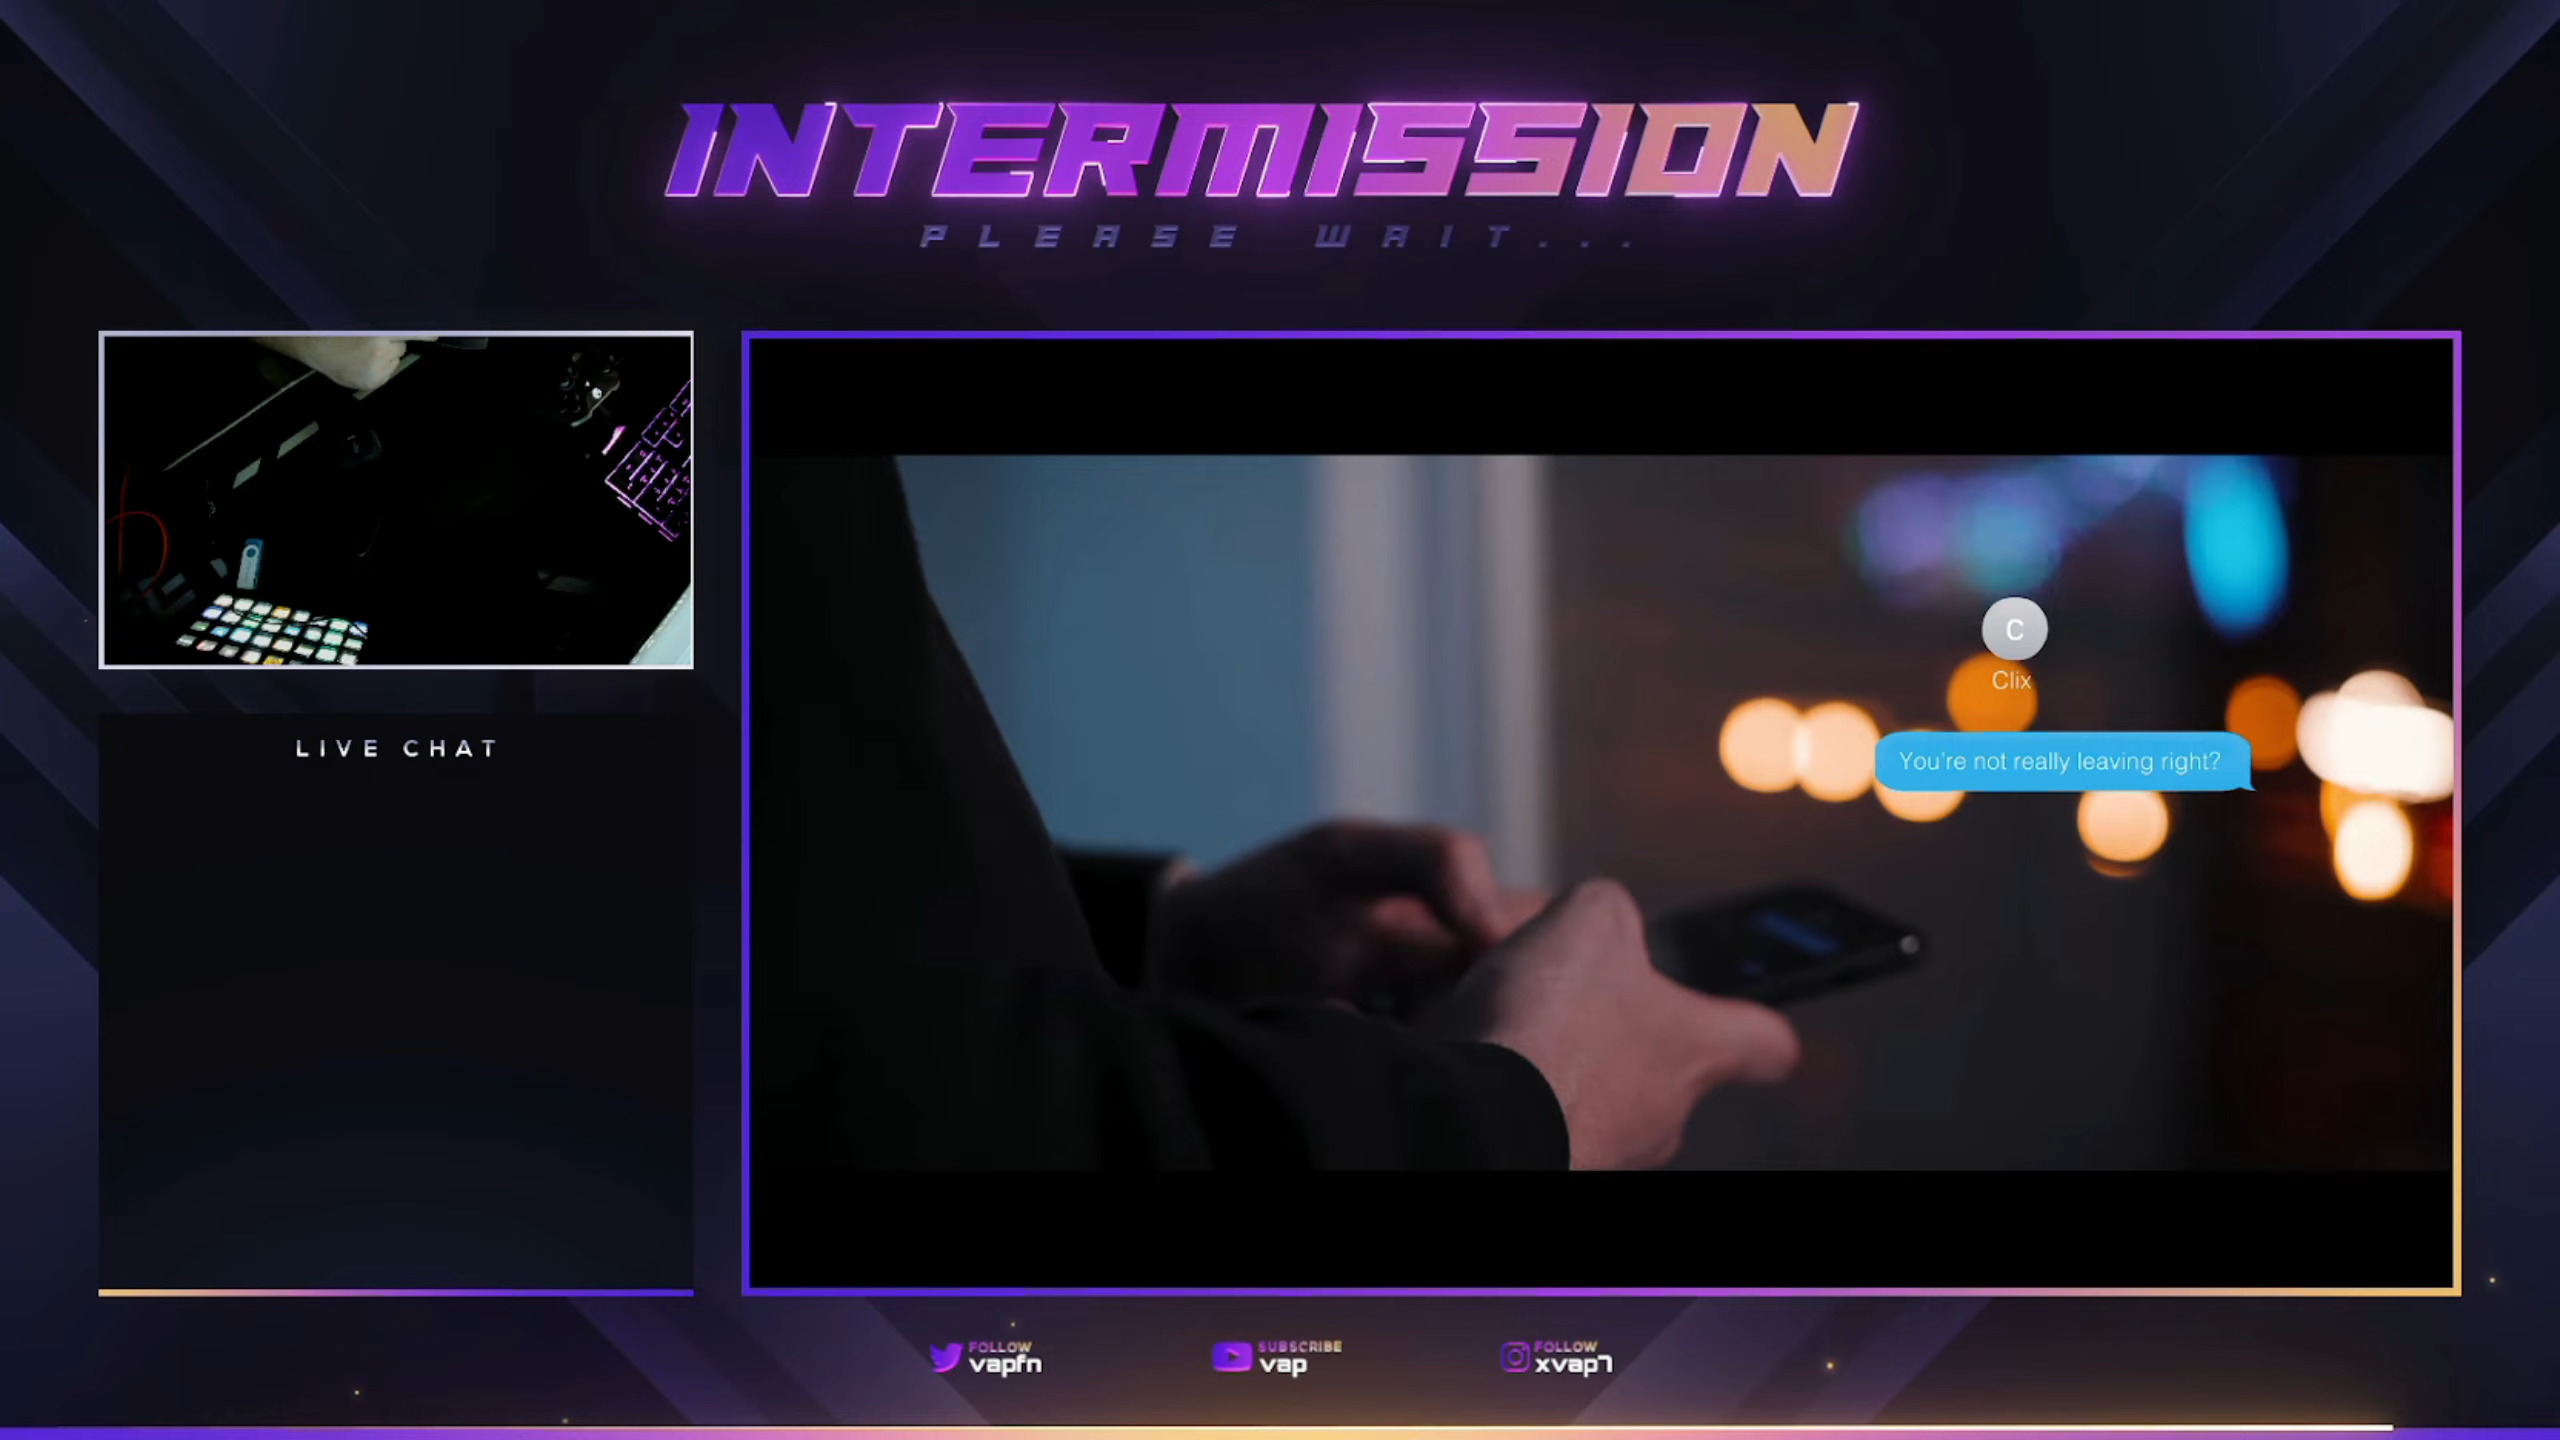 INTERMISSION
PLEASE WAIT...
C
Clix
You're not really leaving right?
LIVE CHAT
FOLLOW
vapfn
SUBSCRIBE
vap
FOLLOW
xvap7